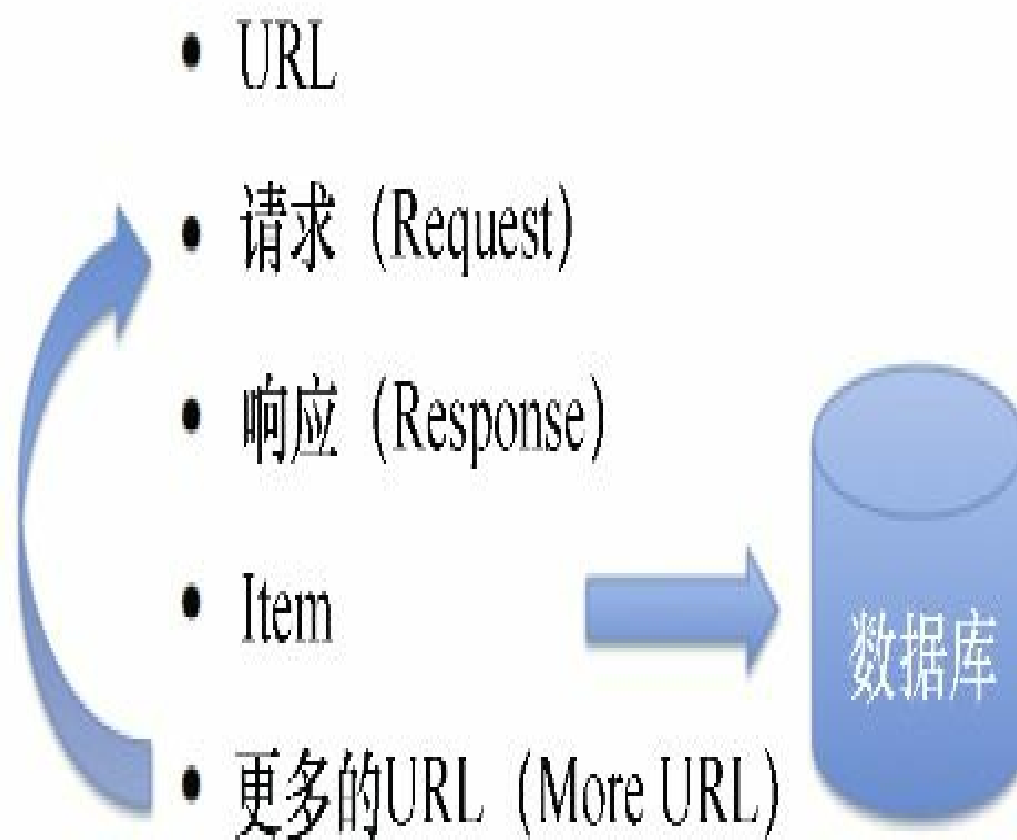 • URL
• 请求（Request）
• 响应（Response）
• Item
数据库
• 更多的URL（More URL）